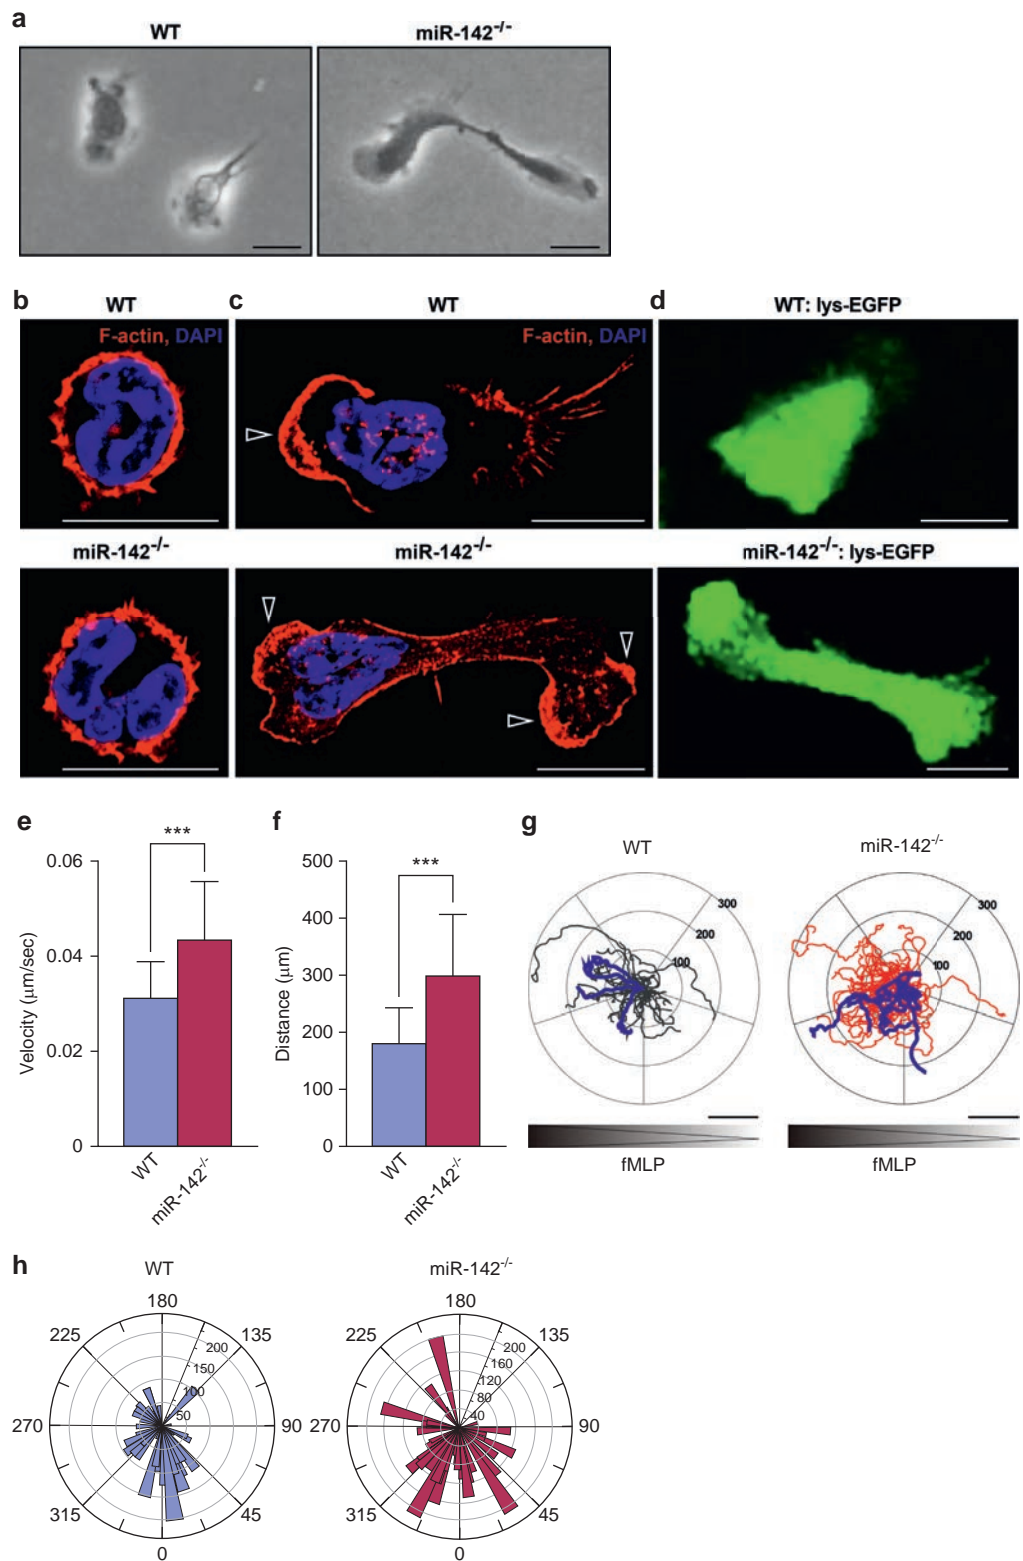 a
WT
miR-142-/-
b
WT
c
WT
d
WT: lys-EGFP
F-actin, DAPI
F-actin, DAPI
miR-142-/-
miR-142-/-
miR-142-/-: lys-EGFP
e
***
0.06
0.04
0.02
0
Velocity (μm/sec)
WT
miR-142-/-
f
***
500
400
300
200
100
0
Distance (μm)
WT
miR-142-/-
g
WT
300
200
100
fMLP
miR-142-/-
300
200
100
fMLP
h
WT
180
225
135
200
150
100
50
270
90
315
45
0
miR-142-/-
180
225
135
200
160
120
80
40
270
90
315
45
0